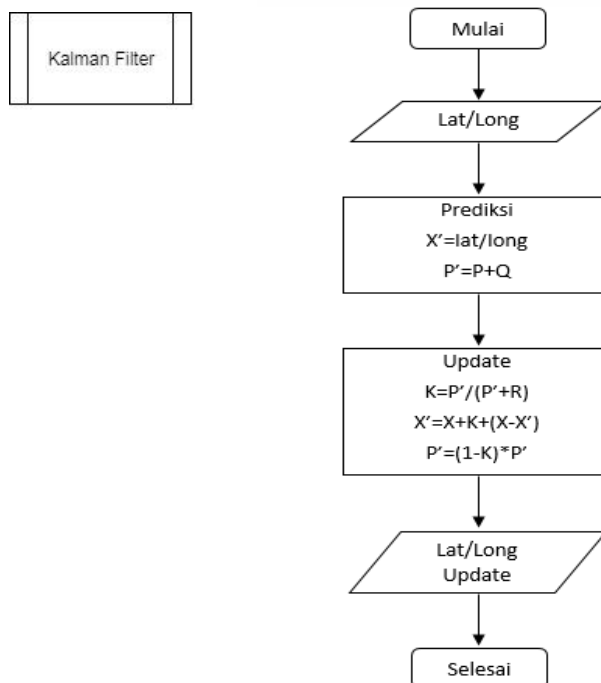 Kalman Filter
Mulai
Lat/Long
Prediksi
X’=lat/long
P’=P+Q
Update
K=P’/(P’+R)
X’=X+K+(X-X’)
P’=(1-K)*P’
Lat/Long
Update
Selesai